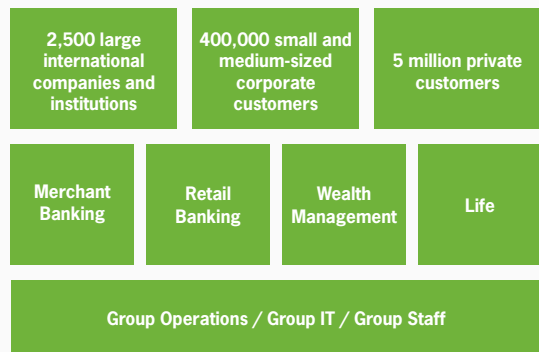 2,500 large
international
companies and
institutions
400,000 small and
medium-sized
corporate
customers
5 million private
customers
Merchant
Banking
Retail
Banking
Wealth
Management
Life
Group Operations / Group IT / Group Staff